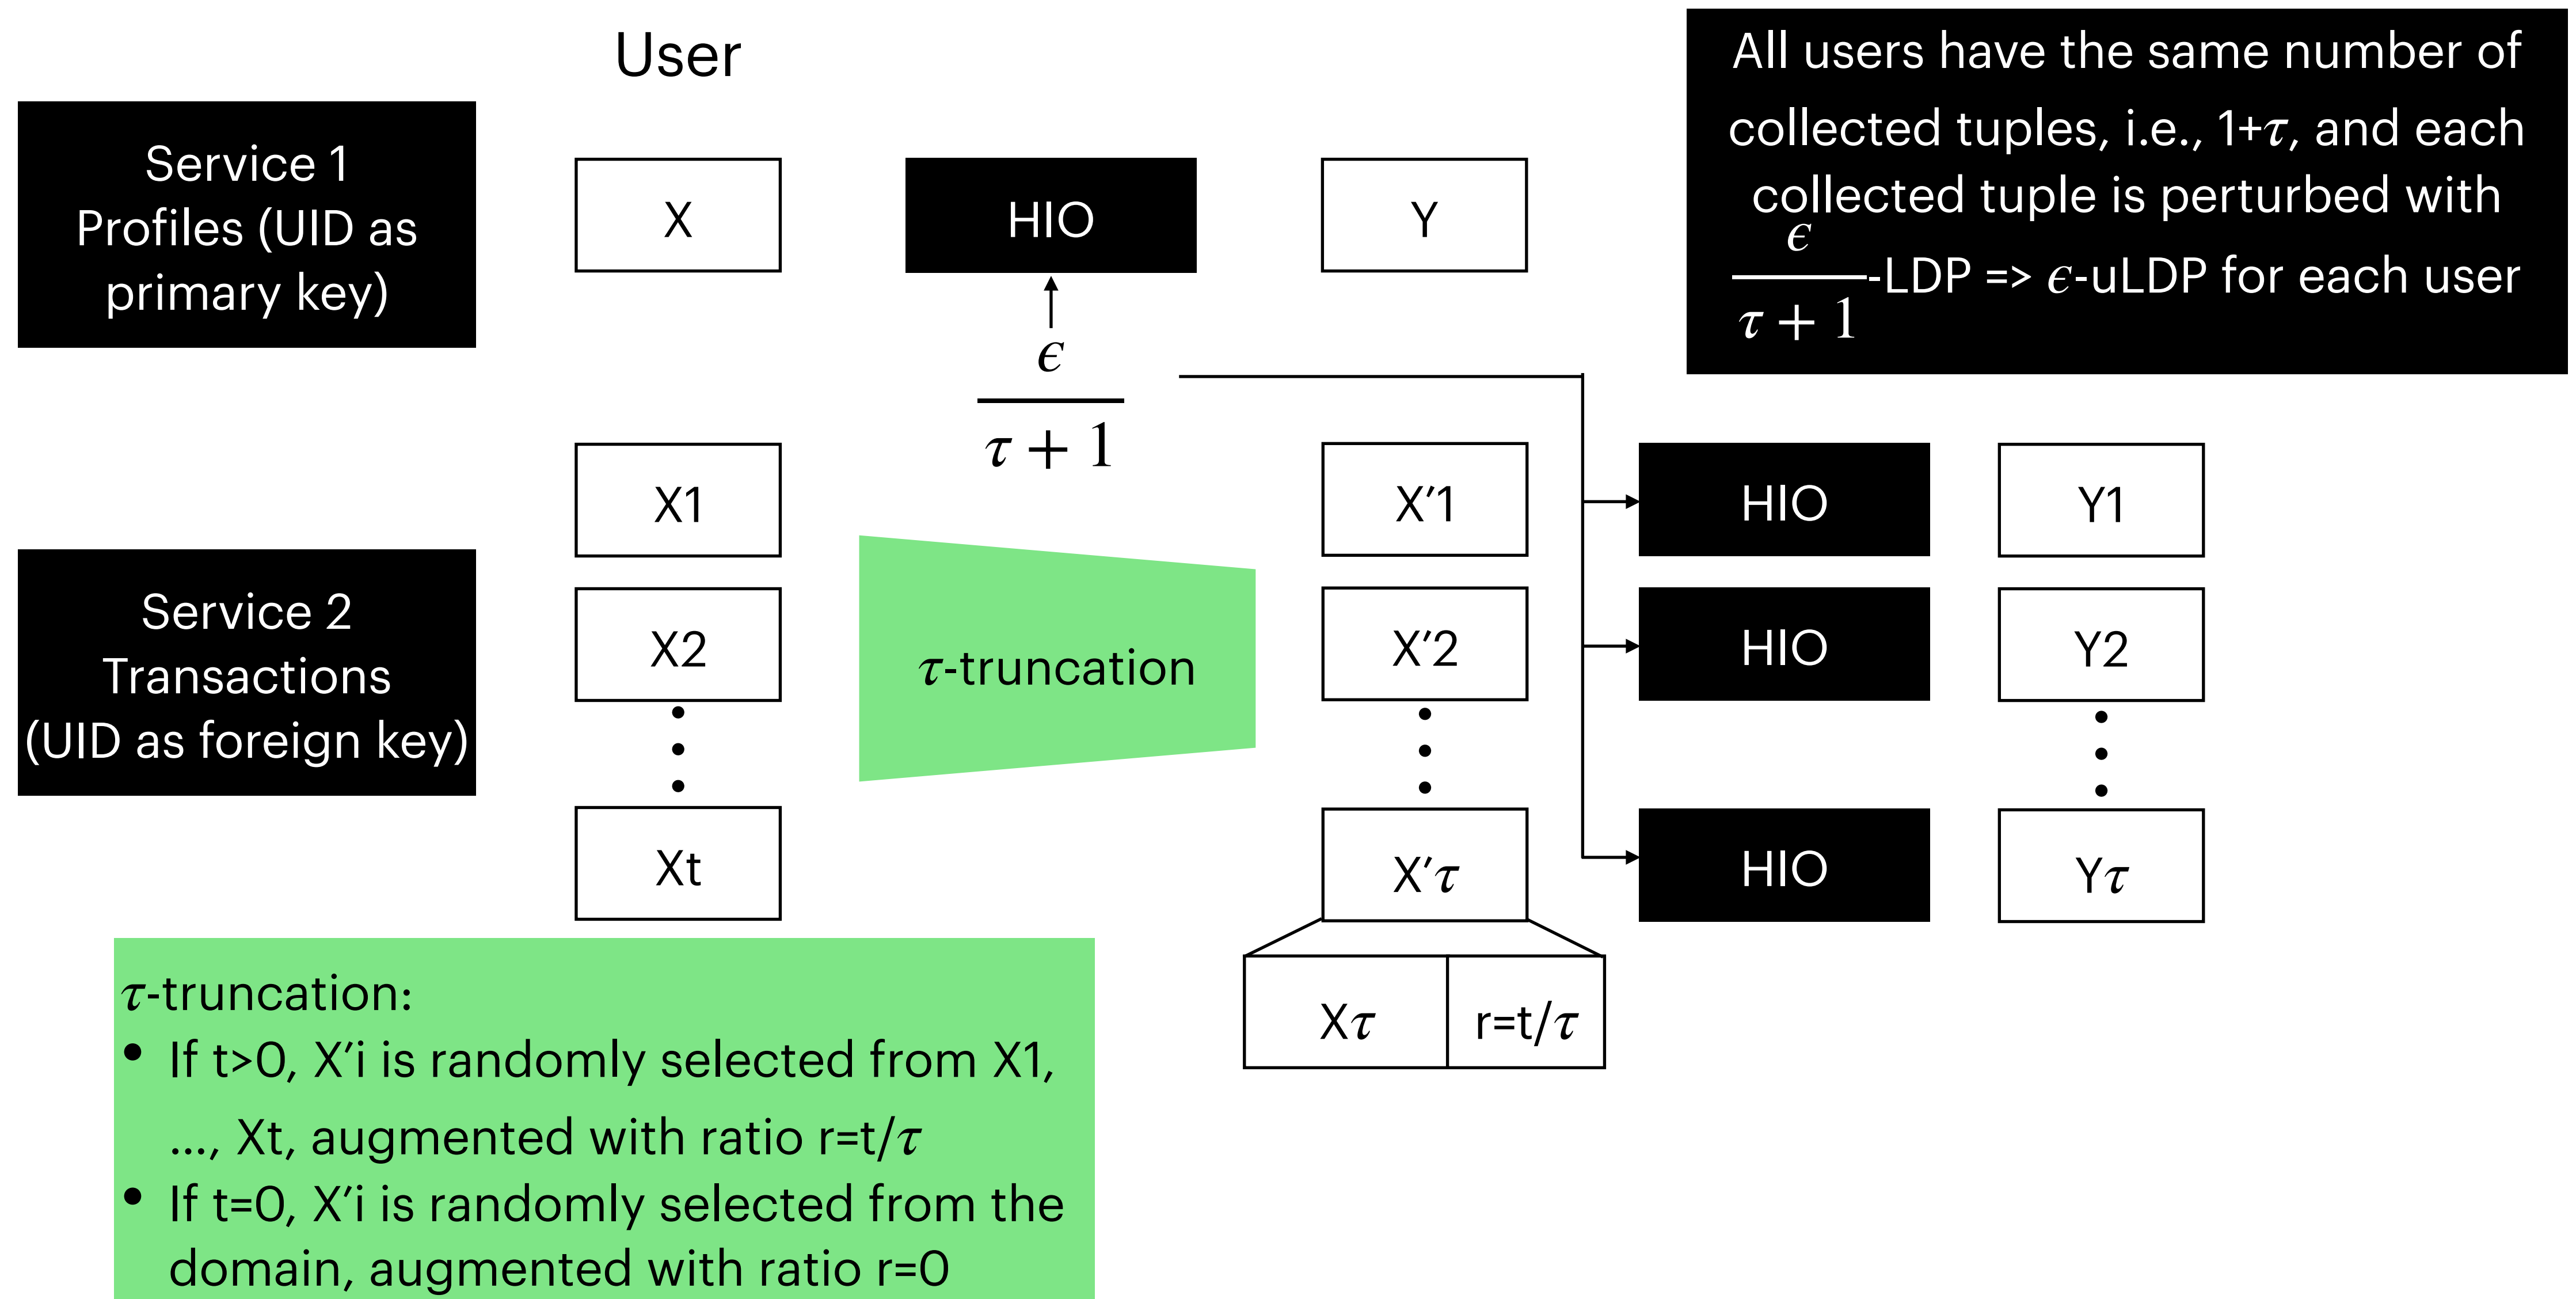 User
Service 1
Profiles (UID as
primary key)
X
HIO
Y
ϵ
τ + 1
All users have the same number of
collected tuples, i.e., 1+τ, and each
collected tuple is perturbed with
ϵ
τ + 1
-LDP => ϵ-uLDP for each user
Service 2
Transactions
(UID as foreign key)
X1
X2
Xt
τ-truncation
X′1
X′2
X′τ
HIO
HIO
HIO
Y1
Y2
Yτ
Xτ
r=t/τ
τ-truncation:
• If t>0, X′i is randomly selected from X1,
..., Xt, augmented with ratio r=t/τ
• If t=0, X′i is randomly selected from the
domain, augmented with ratio r=0